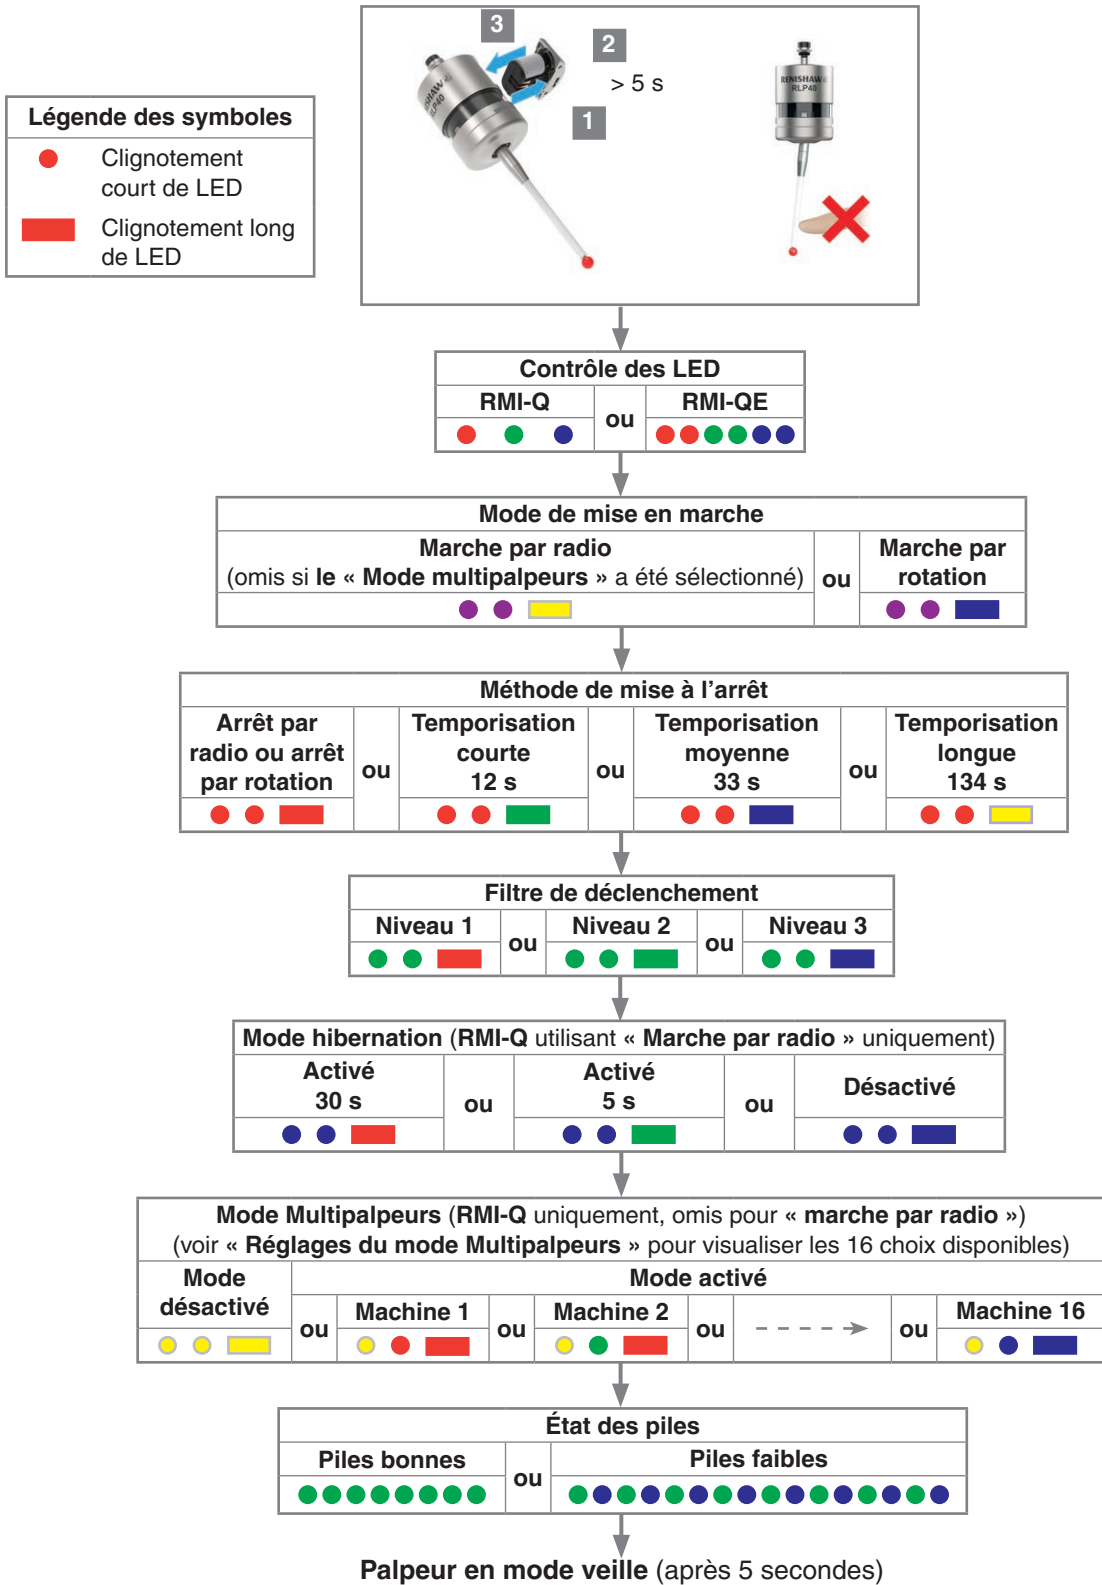 3
2
> 5 s
1
RENISHAW
RLP40
RENISHAW
RLP40
Légende des symboles
Clignotement
court de LED
Clignotement long
de LED
Contrôle des LED
RMI-Q
ou
RMI-QE
Mode de mise en marche
Marche par radio
(omis si le « Mode multipalpeurs » a été sélectionné)
ou
Marche par
rotation
Méthode de mise à l’arrêt
Arrêt par
radio ou arrêt
par rotation
ou
Temporisation
courte
12 s
ou
Temporisation
moyenne
33 s
ou
Temporisation
longue
134 s
Filtre de déclenchement
Niveau 1
ou
Niveau 2
ou
Niveau 3
Mode hibernation (RMI-Q utilisant « Marche par radio » uniquement)
Activé
30 s
ou
Activé
5 s
ou
Désactivé
Mode Multipalpeurs (RMI-Q uniquement, omis pour « marche par radio »)
(voir « Réglages du mode Multipalpeurs » pour visualiser les 16 choix disponibles)
Mode
désactivé
Mode activé
ou
Machine 1
ou
Machine 2
ou
ou
Machine 16
État des piles
Piles bonnes
ou
Piles faibles
Palpeur en mode veille (après 5 secondes)